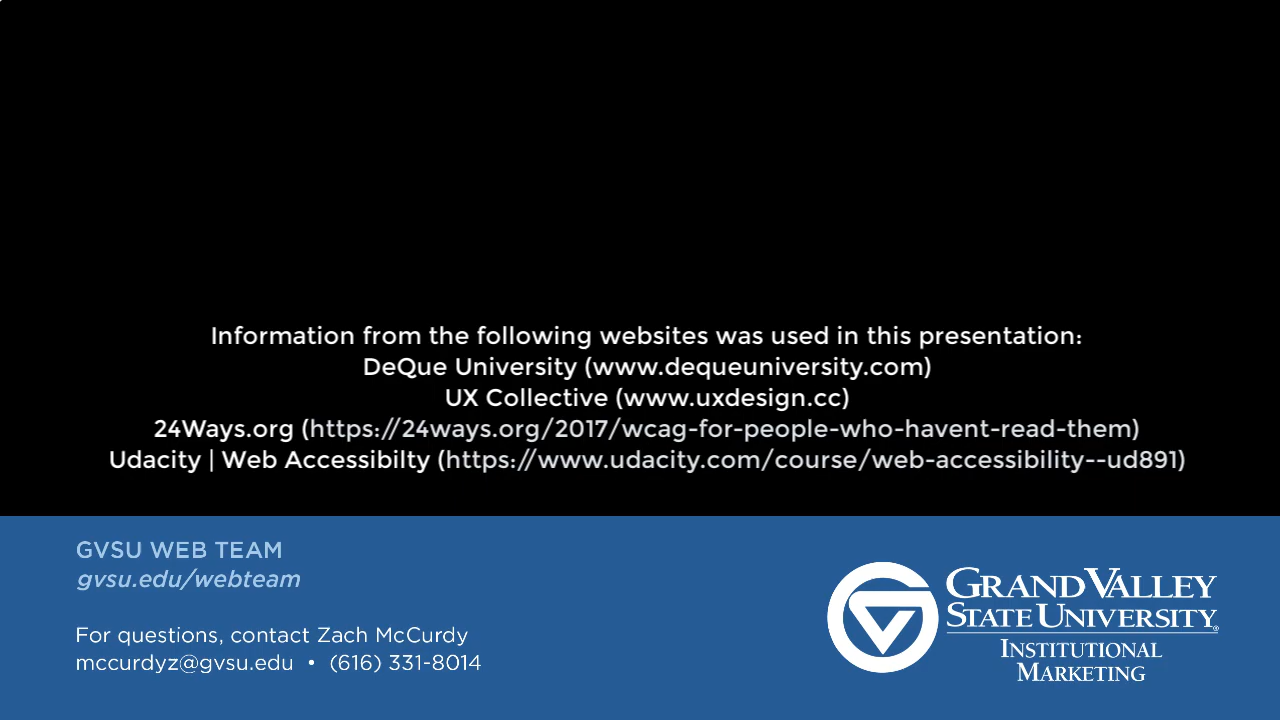 Information from the following websites was used in this presentation:
DeQue University (www.dequeuniversity.com)
UX Collective (www.uxdesign.cc)
24Ways.org (https://24ways.org/2017/wcag-for-people-who-havent-read-them)
Udacity | Web Accessibilty (https://www.udacity.com/course/web-accessibility--ud891)
GVSU WEB TEAM
gvsu.edu/webteam
For questions, contact Zach McCurdy
mccurdyz@gvsu.edu • (616) 331-8014
GRAND VALLEY
STATE UNIVERSITY®
INSTITUTIONAL
MARKETING